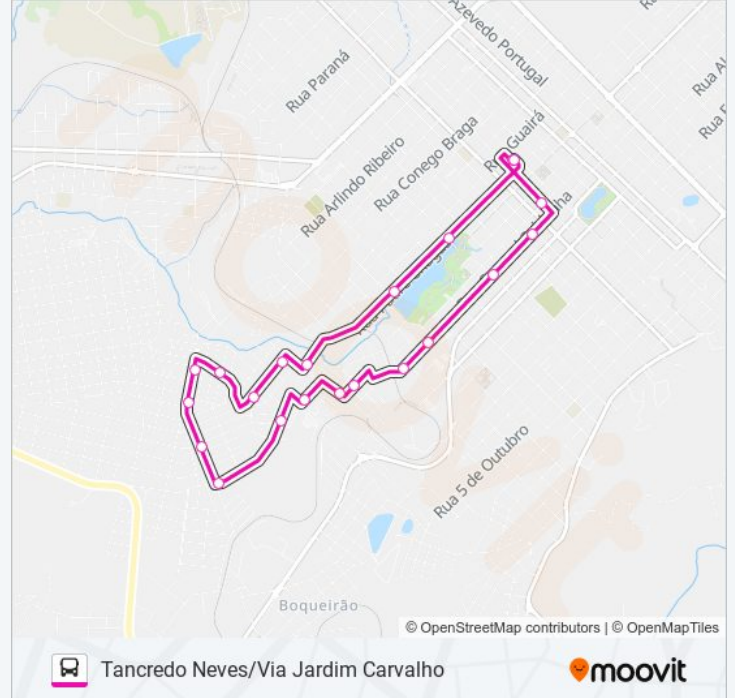 Azevedo Portugal
Rua Paraná
Rua Guairá
Rua Conego Braga
Rua Arlindo Ribeiro
Rua 5 de Outubro
Boqueirão
© OpenStreetMap contributors | © OpenMapTiles
Tancredo Neves/Via Jardim Carvalho
moovit